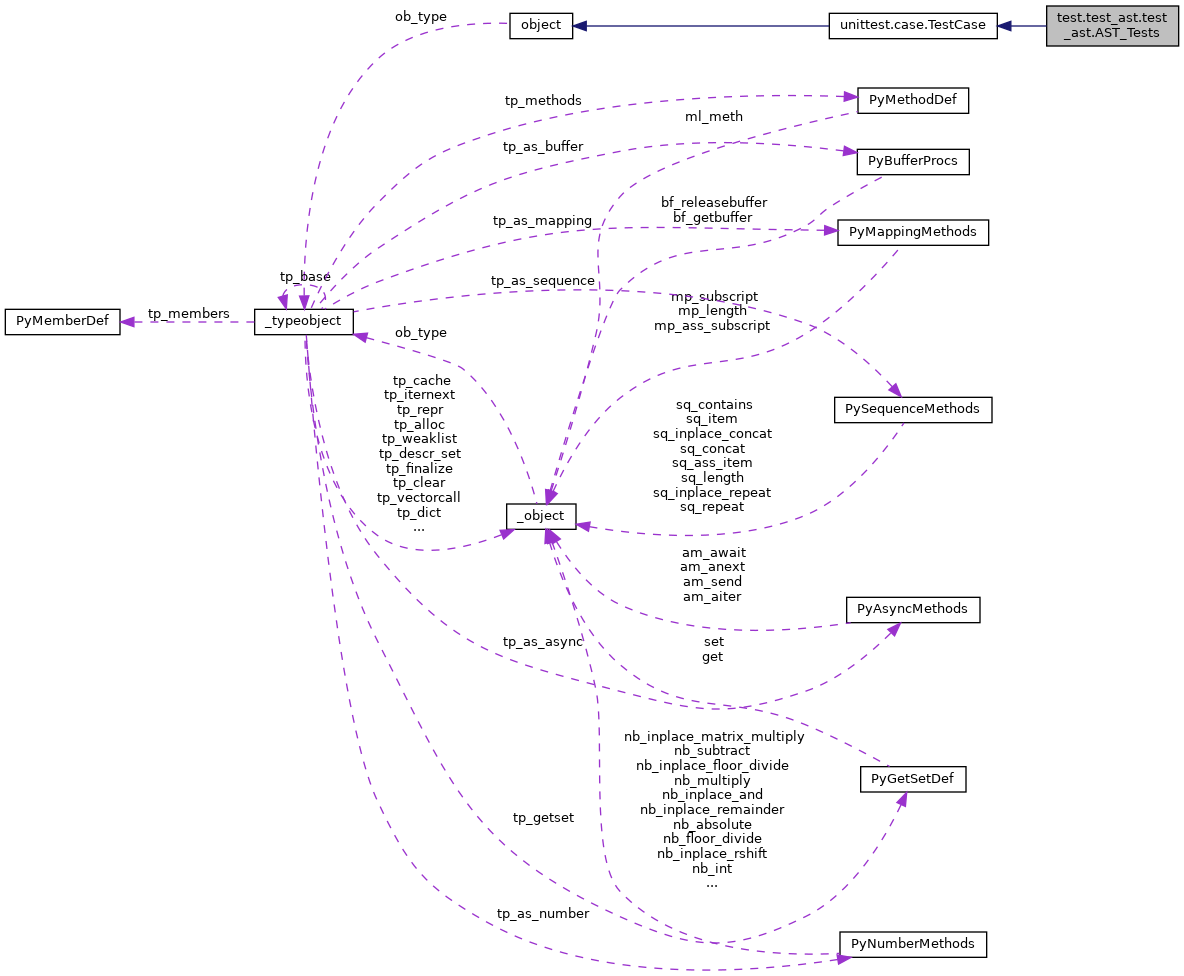 ob_type
object
unittest.case.TestCase
test.test_ast.test
_ast.AST_Tests
tp_methods
PyMethodDef
ml_meth
tp_as_buffer
PyBufferProcs
bf_releasebuffer
bf_getbuffer
tp_as_mapping
PyMappingMethods
tp_base
tp_as_sequence
mp_subscript
mp_length
mp_ass_subscript
PyMemberDef
tp_members
_typeobject
ob_type
tp_cache
tp_iternext
tp_repr
tp_alloc
tp_weaklist
tp_descr_set
tp_finalize
tp_clear
tp_vectorcall
tp_dict
...
sq_contains
sq_item
sq_inplace_concat
sq_concat
sq_ass_item
sq_length
sq_inplace_repeat
sq_repeat
PySequenceMethods
_object
am_await
am_anext
am_send
am_aiter
PyAsyncMethods
tp_as_async
set
get
nb_inplace_matrix_multiply
nb_subtract
nb_inplace_floor_divide
nb_multiply
nb_inplace_and
nb_inplace_remainder
nb_absolute
nb_floor_divide
nb_inplace_rshift
nb_int
...
PyGetSetDef
tp_getset
tp_as_number
PyNumberMethods